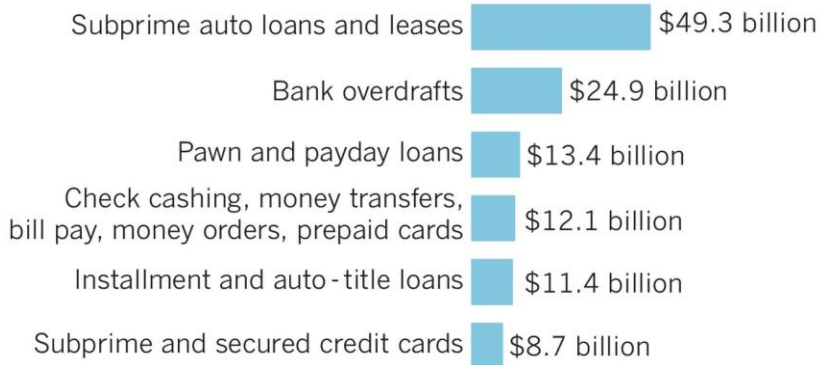 Subprime auto loans and leases $49.3 billion
Bank overdrafts $24.9 billion
Pawn and payday loans $13.4 billion
Check cashing, money transfers,
bill pay, money orders, prepaid cards $12.1 billion
Installment and auto-title loans $11.4 billion
Subprime and secured credit cards $8.7 billion